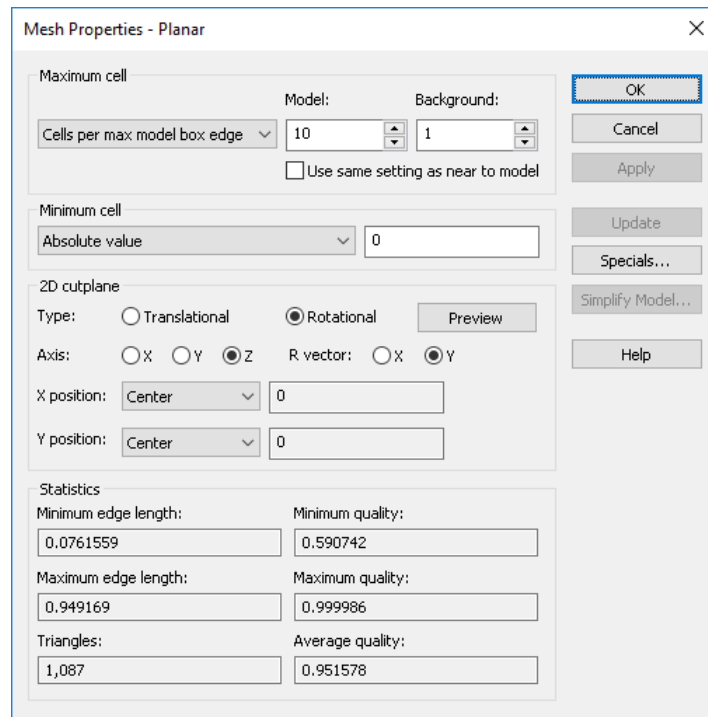 Mesh Properties - Planar
Maximum cell
Model: Background:
Cells per max model box edge 10 1
Use same setting as near to model
Minimum cell
Absolute value 0
2D cutplane
Type: Translational Rotational Preview
Axis: X Y Z R vector: X Y
X position: Center 0
Y position: Center 0
Statistics
Minimum edge length: Minimum quality:
0.0761559 0.590742
Maximum edge length: Maximum quality:
0.949169 0.999986
Triangles: Average quality:
1,087 0.951578
OK
Cancel
Apply
Update
Specials...
Simplify Model...
Help